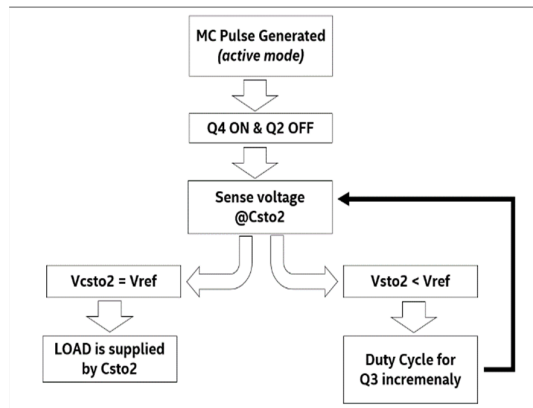 MC Pulse Generated
(active mode)
Q4 ON & Q2 OFF
Sense voltage
@Csto2
Vcsto2 = Vref
Vsto2 < Vref
LOAD is supplied
by Csto2
Duty Cycle for
Q3 incremenaly